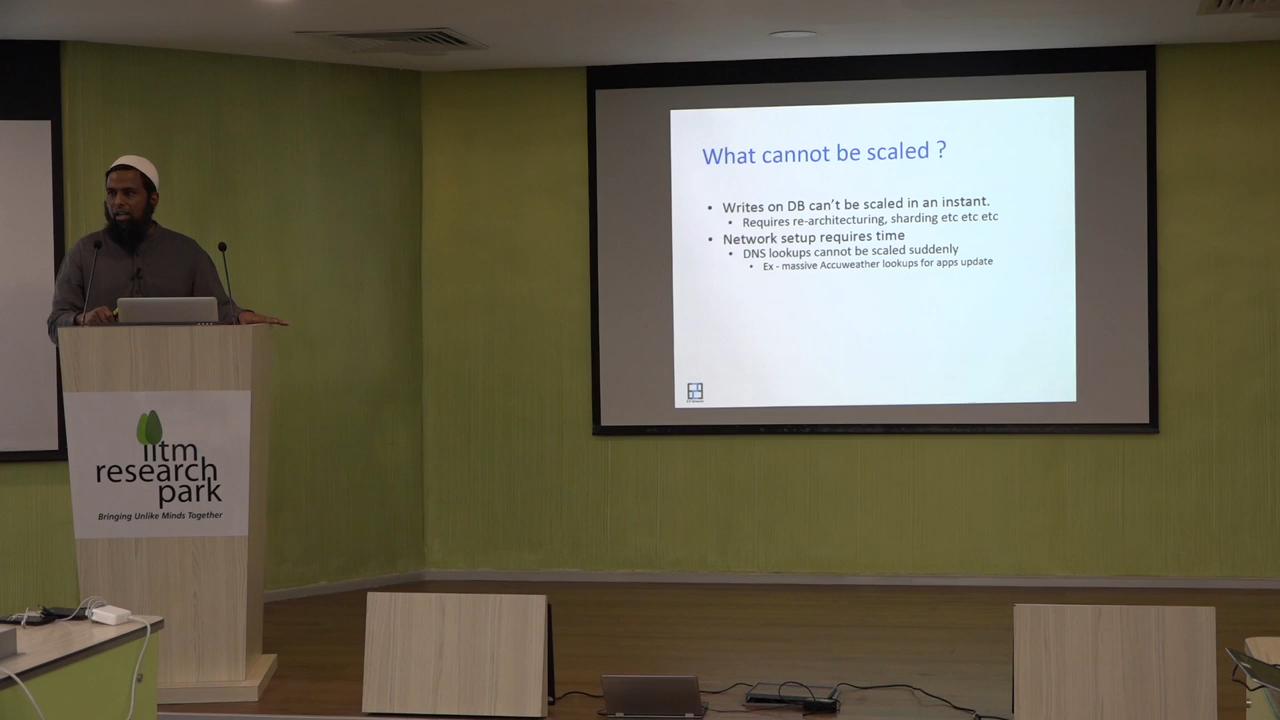 What cannot be scaled ?
• Writes on DB can't be scaled in an instant.
• Requires re-architecturing, sharding etc etc etc
• Network setup requires time
• DNS lookups cannot be scaled suddenly
• Ex - massive Accuweather lookups for apps update
iitm
research
park
Bringing Unlike Minds Together